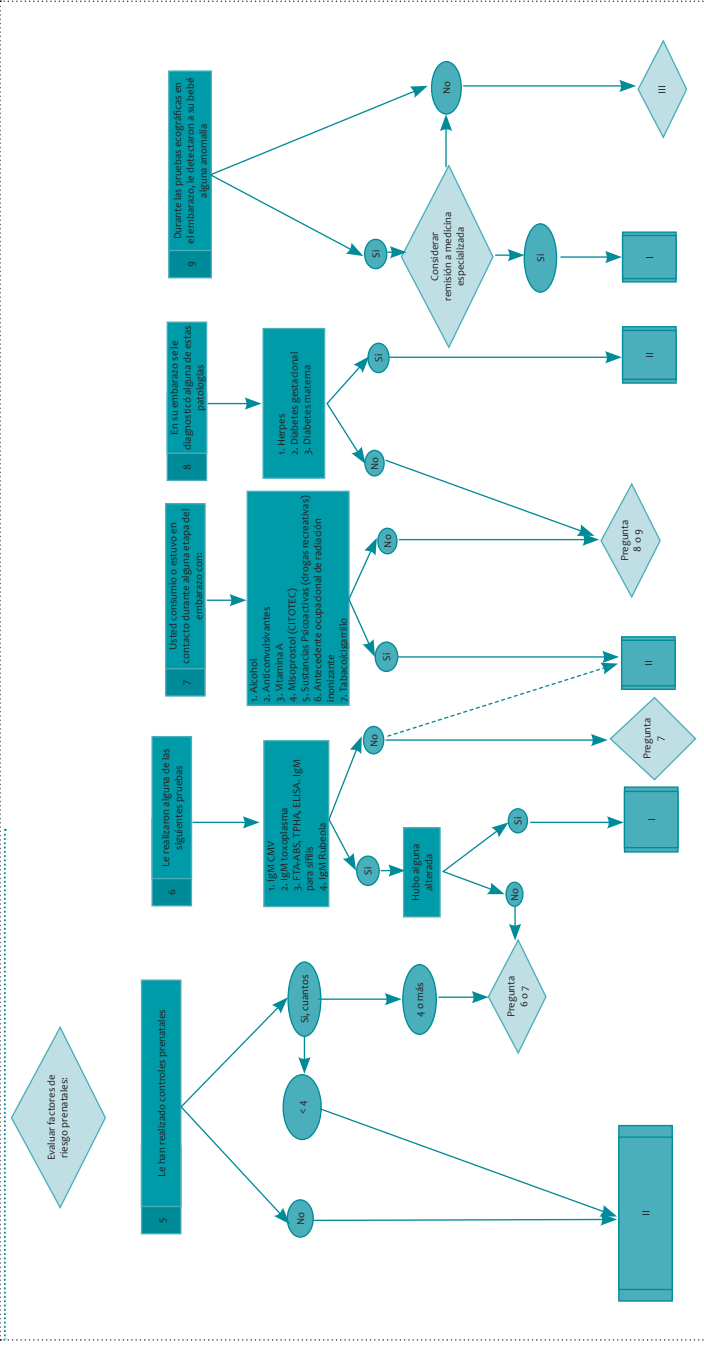 Evaluar factores de
riesgo prenatales:
5
Le han realizado controles prenatales
No
Si, cuantos
< 4
4 o más
Pregunta
6 o 7
II
6
Le realizaron alguna de las
siguientes pruebas
1. IgM CMV
2. IgM toxoplasma
3. FTA-ABS, TPHA, ELISA. IgM
para sífilis
4. IgM Rubeola
Si
No
Hubo alguna
alterada
No
Si
I
Pregunta
7
7
Usted consumio o estuvo en
contacto durante alguna etapa del
embarazo con:
1. Alcohol
2. Anticonvulsivantes
3. Vitamina A
4. Misoprostol (CITOTEC)
5. Sustancias Psicoactivas (drogas recreativas)
6. Antecedente ocupacional de radiación
inonizante
7. Tabaco/cigarrillo
Si
No
II
Pregunta
8 o 9
8
En su embarazo se le
diagnosticó alguna de estas
patologías
1. Herpes
2. Diabetes gestacional
3. Diabetes materna
No
Si
II
9
Durante las pruebas ecográficas en
el embarazo, le detectaron a su bebé
alguna anomalía
Si
No
Considerar
remisión a medicina
especializada
Si
I
III